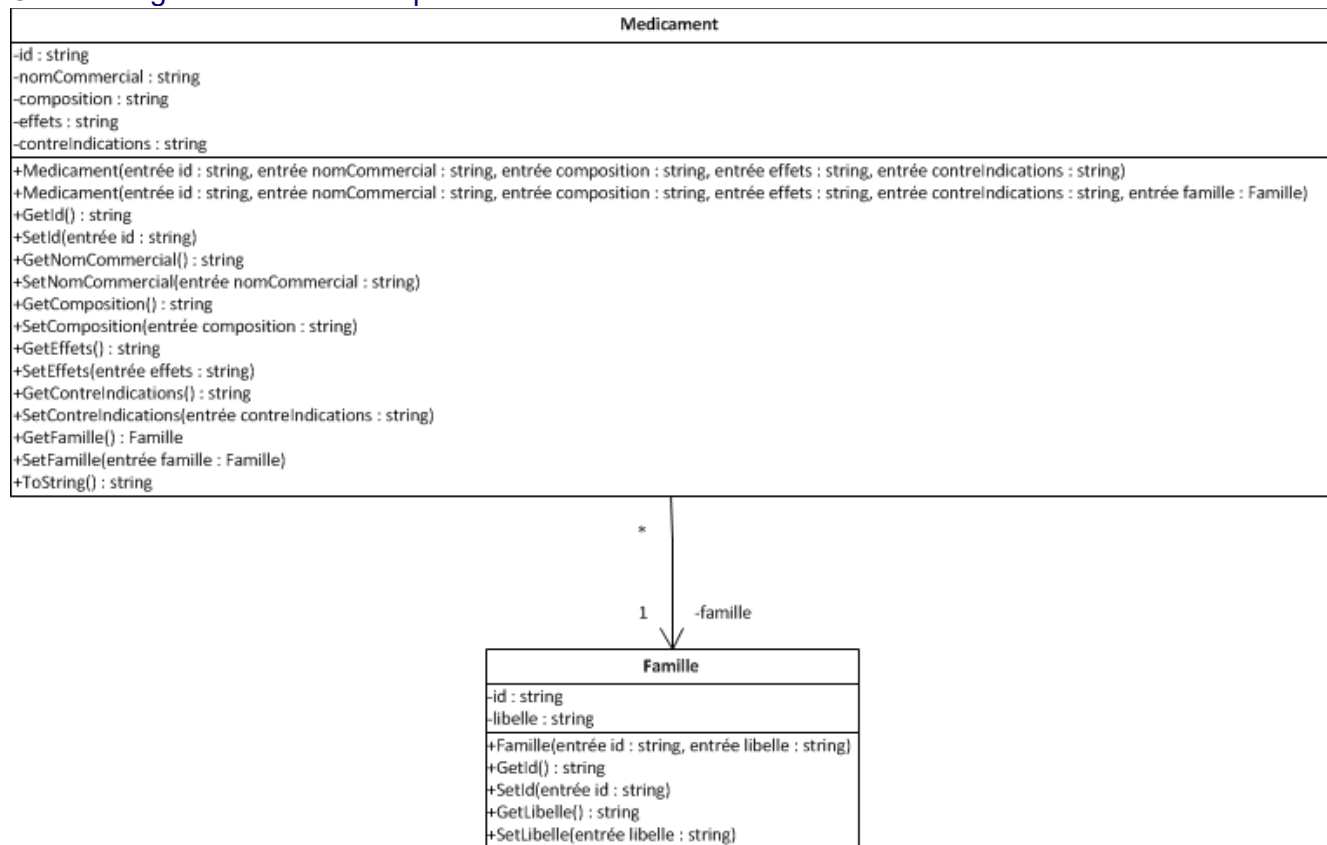 Medicament
-id : string
-nomCommercial : string
-composition : string
-effets : string
-contreIndications : string
+Medicament(entrée id : string, entrée nomCommercial : string, entrée composition : string, entrée effets : string, entrée contreIndications : string)
+Medicament(entrée id : string, entrée nomCommercial : string, entrée composition : string, entrée effets : string, entrée contreIndications : string, entrée famille : Famille)
+GetId() : string
+SetId(entrée id : string)
+GetNomCommercial() : string
+SetNomCommercial(entrée nomCommercial : string)
+GetComposition() : string
+SetComposition(entrée composition : string)
+GetEffets() : string
+SetEffets(entrée effets : string)
+GetContreIndications() : string
+SetContreIndications(entrée contreIndications : string)
+GetFamille() : Famille
+SetFamille(entrée famille : Famille)
+ToString() : string
*
1 -famille
Famille
-id : string
-libelle : string
+Famille(entrée id : string, entrée libelle : string)
+GetId() : string
+SetId(entrée id : string)
+GetLibelle() : string
+SetLibelle(entrée libelle : string)